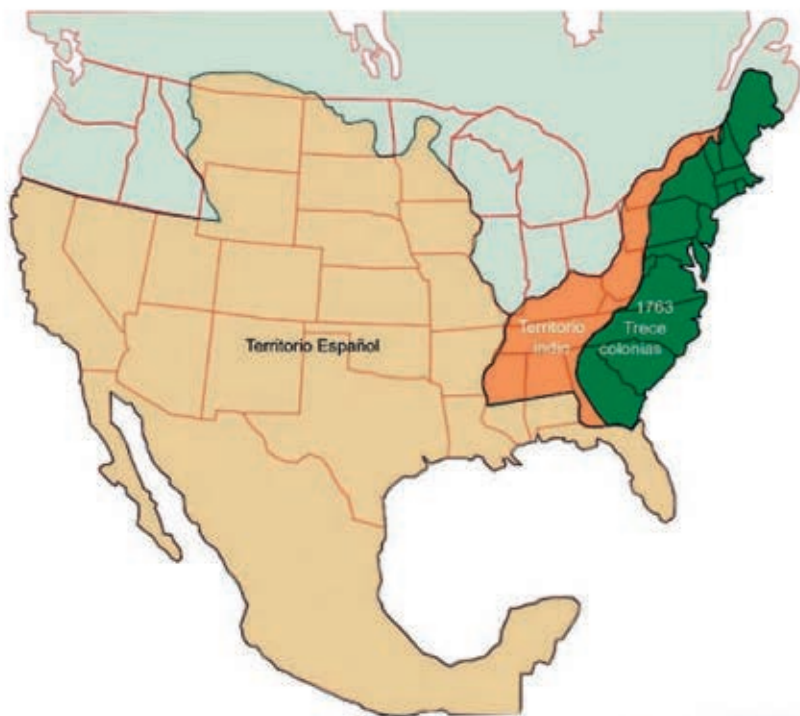 Territorio Español
Territorio
indio
1763
Trece
colonias